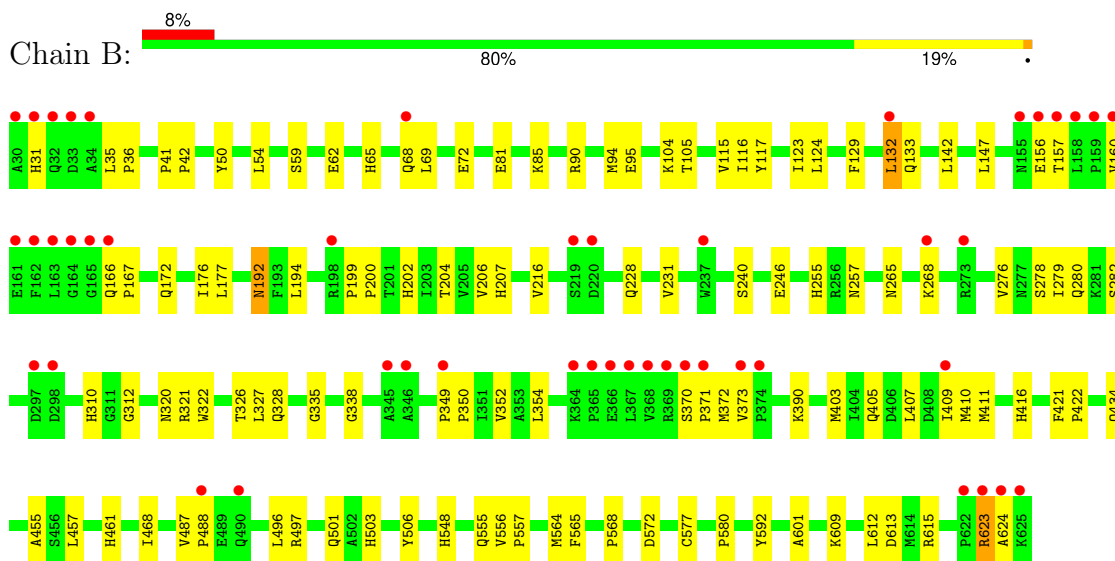 8%
Chain B:
80% 19% •
A30 H31 Q32 D33 A34 L35 P36 P41 P42 Y50 L54 S59 E62 H65 Q68 L69 E72 E81 K85 R90 M94 E95 K104 T105 V115 I116 Y117 I123 L124 F129 L132 Q133 L142 L147 N155 E156 T157 L158 P159 V160
E161 F162 L163 G164 G165 Q166 P167 Q172 I176 L177 N192 F193 L194 R198 P199 P200 T201 H202 I203 T204 V205 V206 H207 V216 S219 D220 Q228 V231 W237 S240 E246 H255 R256 N257 N265 K268 R273 V276 N277 S278 I279 Q280 K281 S282
D297 D298 H310 G311 G312 N320 R321 W322 T326 L327 Q328 G335 G338 A345 A346 P349 P350 I351 V352 A353 L354 K364 P365 E366 L367 V368 R369 S370 P371 M372 V373 P374 K390 M403 I404 Q405 D406 L407 D408 I409 M410 M411 H416 F421 P422
A455 S456 L457 H461 I468 V487 P488 E489 Q490 L496 R497 Q501 A502 H503 Y506 H548 Q555 V556 P557 M564 F565 P568 D572 C577 P580 Y592 A601 K609 L612 D613 M614 R615 P622 R623 A624 K625